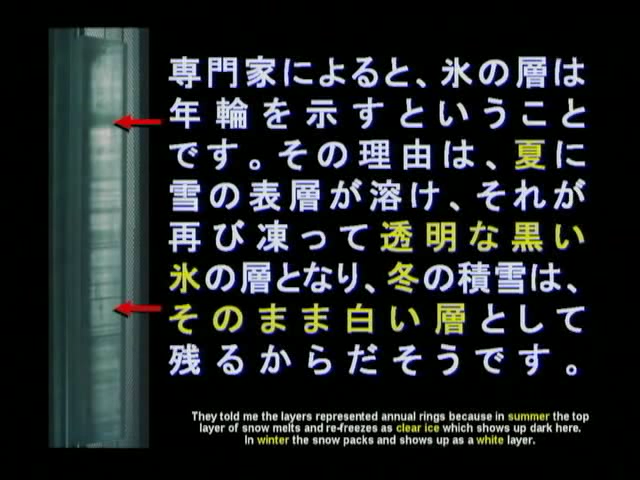 専門家によると、氷の層は
年輪を示すということ
です。その理由は、夏に
雪の表層が溶け、それが
再び凍って透明な黒い
氷の層となり、冬の積雪は、
そのまま白い層として
残るからだそうです。
They told me the layers represented annual rings because in summer the top
layer of snow melts and re-freezes as clear ice which shows up dark here.
In winter the snow packs and shows up as a white layer.